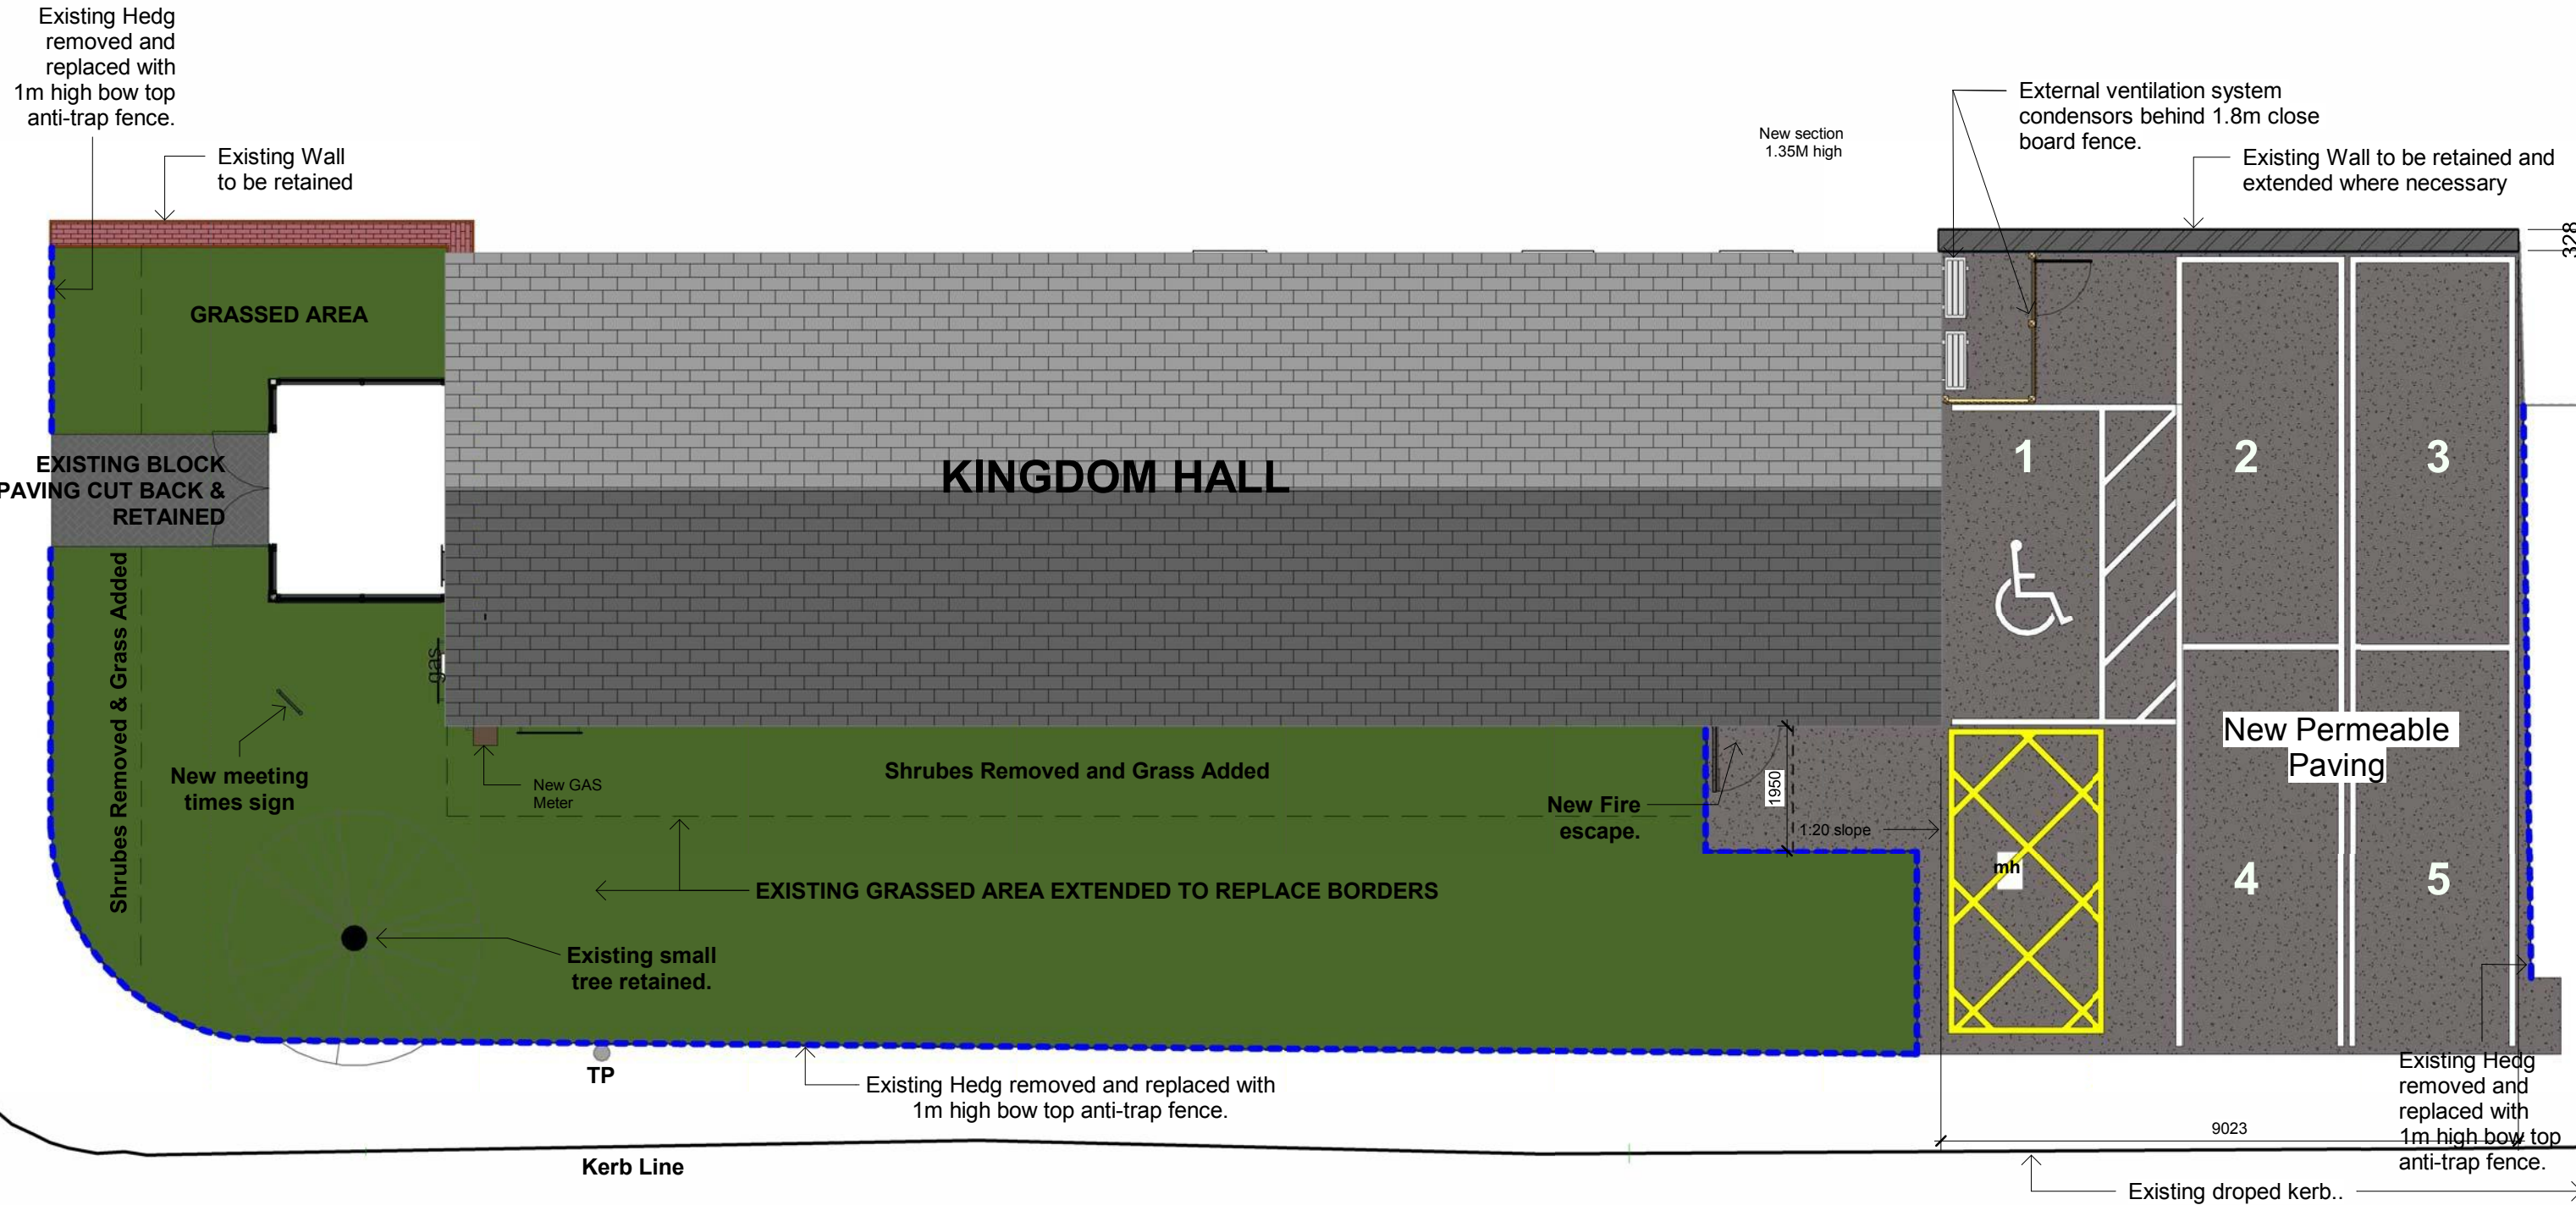 Existing Hedg
removed and
replaced with
1m high bow top
anti-trap fence.
Existing Wall
to be retained
New section
1.35M high
External ventilation system
condensors behind 1.8m close
board fence.
Existing Wall to be retained and
extended where necessary
328
GRASSED AREA
EXISTING BLOCK
PAVING CUT BACK &
RETAINED
KINGDOM HALL
1
2
3
Shrubes Removed & Grass Added
gas
New meeting
times sign
New GAS
Meter
Shrubes Removed and Grass Added
New Fire
escape.
1950
1:20 slope
New Permeable
Paving
mh
4
5
EXISTING GRASSED AREA EXTENDED TO REPLACE BORDERS
Existing small
tree retained.
TP
Existing Hedg removed and replaced with
1m high bow top anti-trap fence.
Existing Hedg
removed and
replaced with
1m high bow top
anti-trap fence.
9023
Kerb Line
Existing droped kerb..